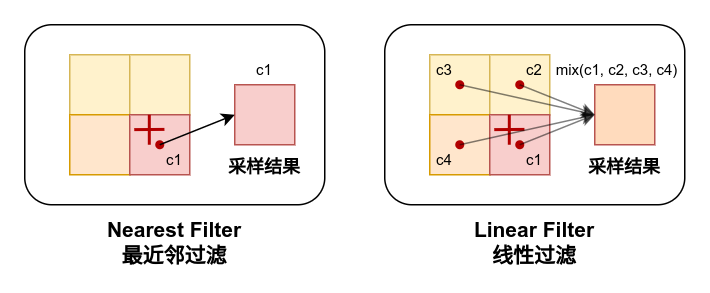 c1
c1
采样结果
Nearest Filter
最近邻过滤
c3
c2
mix(c1, c2, c3, c4)
c4
c1
采样结果
Linear Filter
线性过滤